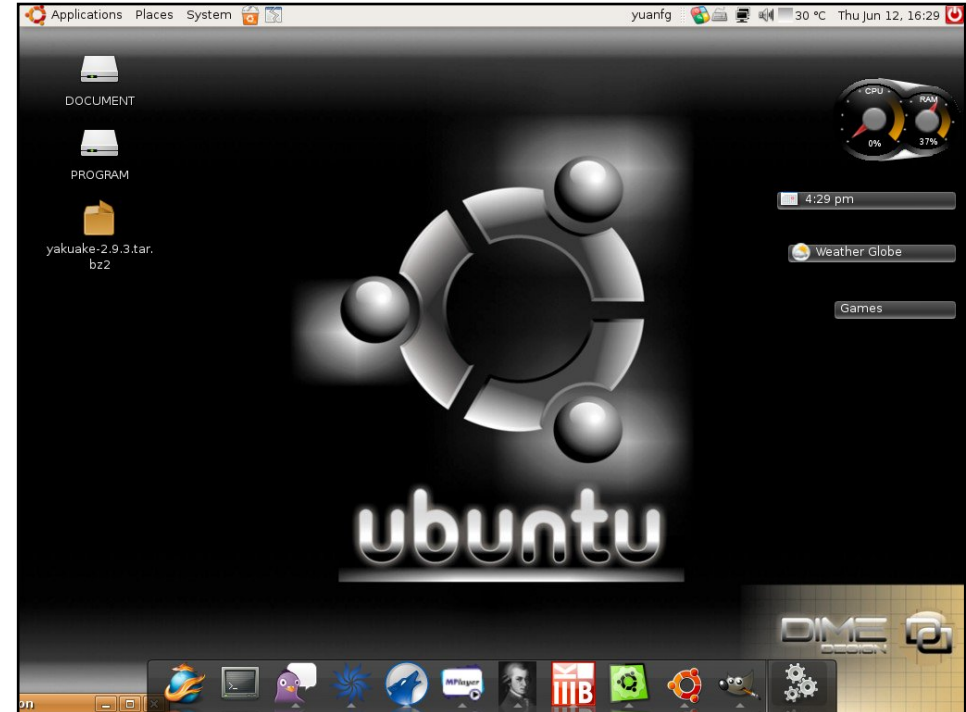 Applications Places System yuanfg 30 °C Thu Jun 12, 16:29
DOCUMENT
PROGRAM
yakuake-2.9.3.tar.
bz2
CPU RAM
0% 37%
4:29 pm
Weather Globe
Games
ubuntu
DIME
DESIGN
MPlayer
on